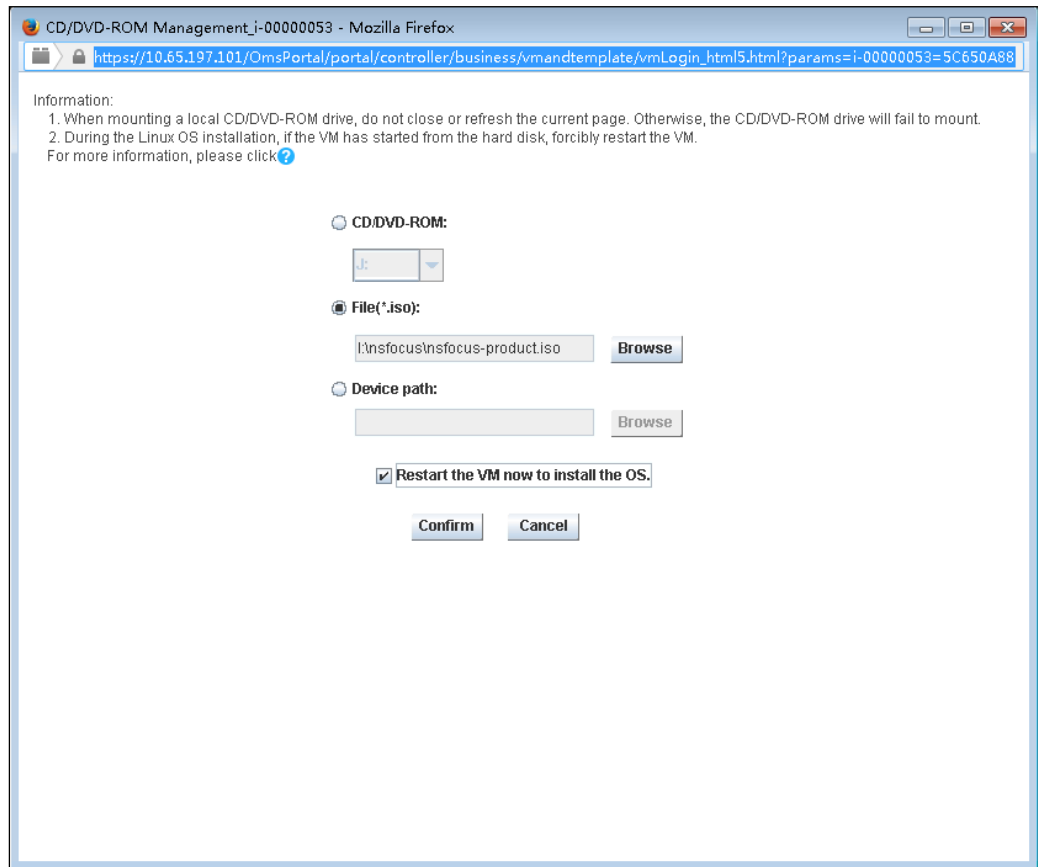 CD/DVD-ROM Management_i-00000053 - Mozilla Firefox
https://10.65.197.101/OmsPortal/portal/controller/business/vmandtemplate/vmLogin_html5.html?params=i-00000053=5C650A88
Information:
1. When mounting a local CD/DVD-ROM drive, do not close or refresh the current page. Otherwise, the CD/DVD-ROM drive will fail to mount.
2. During the Linux OS installation, if the VM has started from the hard disk, forcibly restart the VM.
For more information, please click?
CD/DVD-ROM:
J:
File(*.iso):
I:\nsfocus\nsfocus-product.iso Browse
Device path:
Browse
Restart the VM now to install the OS.
Confirm Cancel